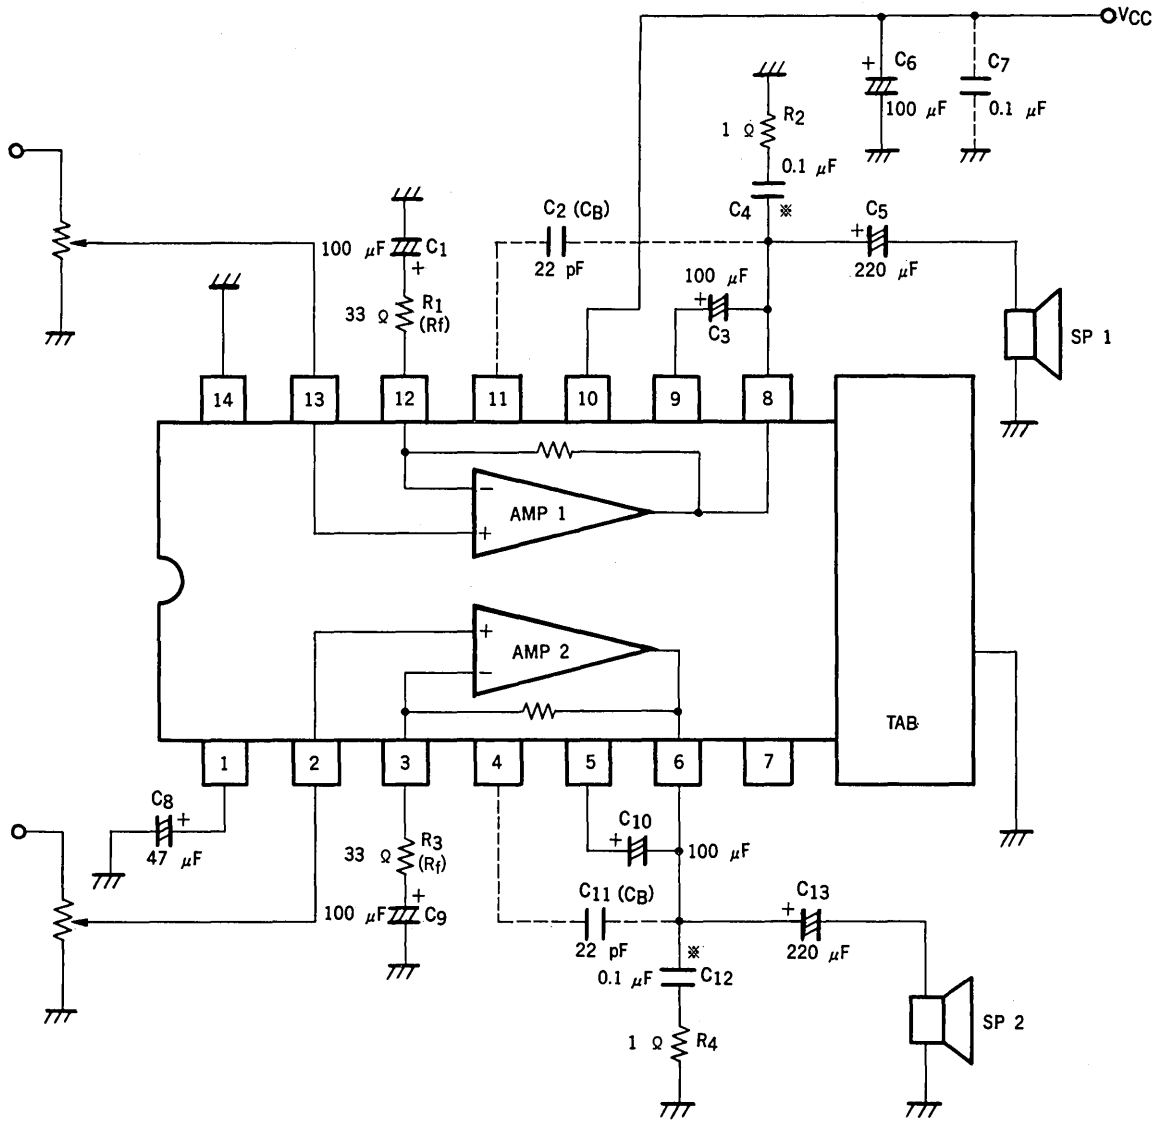 VCC
+ C6
100 μF
C7
0.1 μF
R2
1 Ω
0.1 μF
C4 ※
C2 (CB)
22 pF
+ C5
220 μF
100 μF C1
+
33 Ω R1
(Rf)
100 μF
+
C3
SP 1
14
13
12
11
10
9
8
−
AMP 1
+
+
AMP 2
−
TAB
1
2
3
4
5
6
7
C8
+
47 μF
33 Ω R3
(Rf)
+
100 μF C9
C10
+
100 μF
C11 (CB)
22 pF
※
0.1 μF C12
1 Ω R4
C13
+
220 μF
SP 2